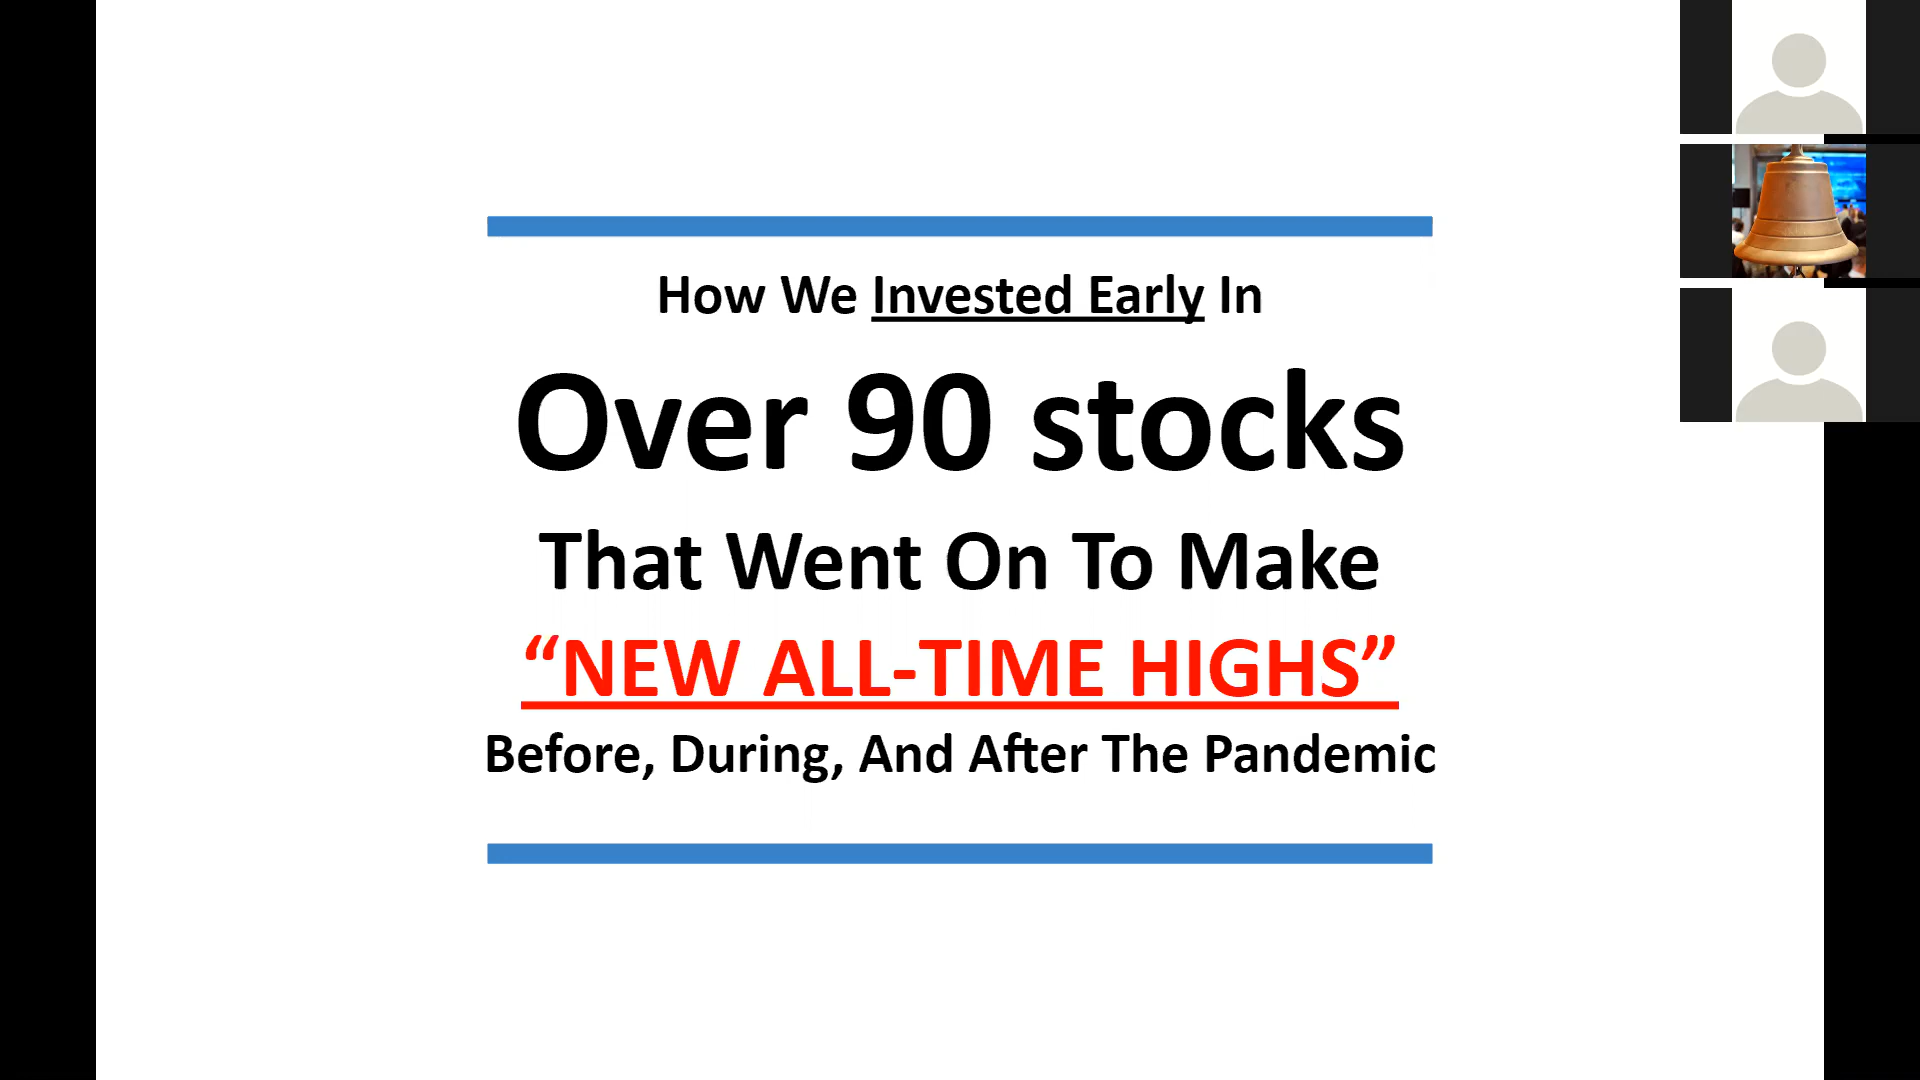 How We Invested Early In
Over 90 stocks
That Went On To Make
“NEW ALL-TIME HIGHS”
Before, During, And After The Pandemic